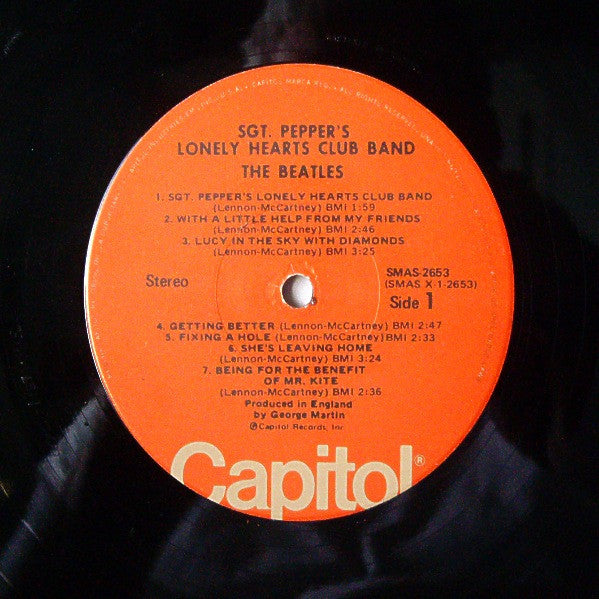 SGT. PEPPER'S
LONELY HEARTS CLUB BAND
THE BEATLES
1. SGT. PEPPER'S LONELY HEARTS CLUB BAND
(Lennon-McCartney) BMI 1:59
2. WITH A LITTLE HELP FROM MY FRIENDS
(Lennon-McCartney) BMI 2:46
3. LUCY IN THE SKY WITH DIAMONDS
(Lennon-McCartney) BMI 3:25
Stereo
SMAS-2653
(SMAS X-1-2653)
Side 1
4. GETTING BETTER (Lennon-McCartney) BMI 2:47
5. FIXING A HOLE (Lennon-McCartney) BMI 2:33
6. SHE'S LEAVING HOME
(Lennon-McCartney) BMI 3:24
7. BEING FOR THE BENEFIT
OF MR. KITE
(Lennon-McCartney) BMI 2:36
Produced in England
by George Martin
℗Capitol Records, Inc.
Capitol®